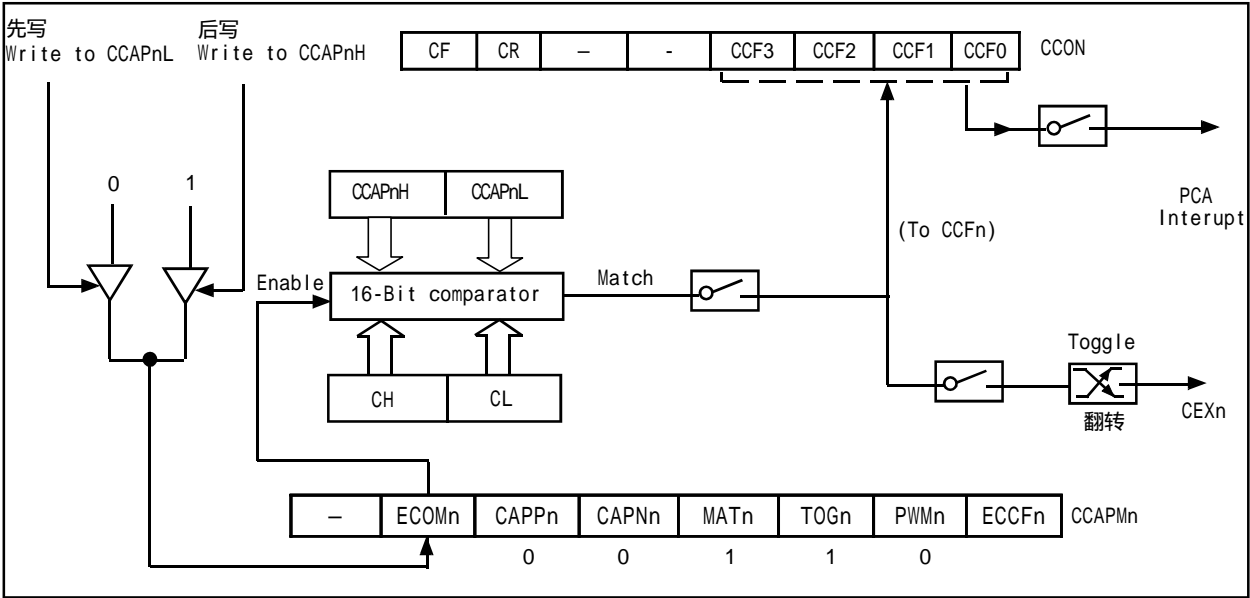 先写
Write to CCAPnL
后写
Write to CCAPnH
CF CR – - CCF3 CCF2 CCF1 CCF0 CCON
0 1
CCAPnH CCAPnL
PCA
Interupt
(To CCFn)
Enable
16-Bit comparator
Match
Toggle
CH CL
翻转
CEXn
– ECOMn CAPPn CAPNn MATn TOGn PWMn ECCFn CCAPMn
0 0 1 1 0